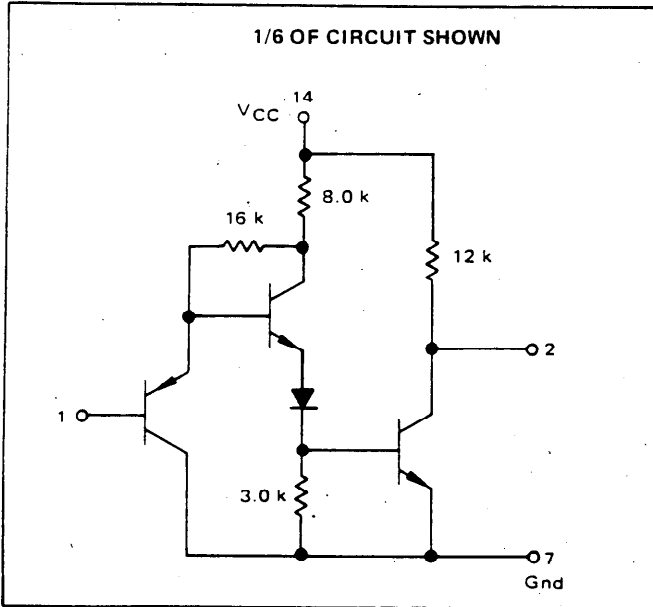 1/6 OF CIRCUIT SHOWN
14
VCC
8.0 k
16 k
12 k
2
1
3.0 k
7
Gnd